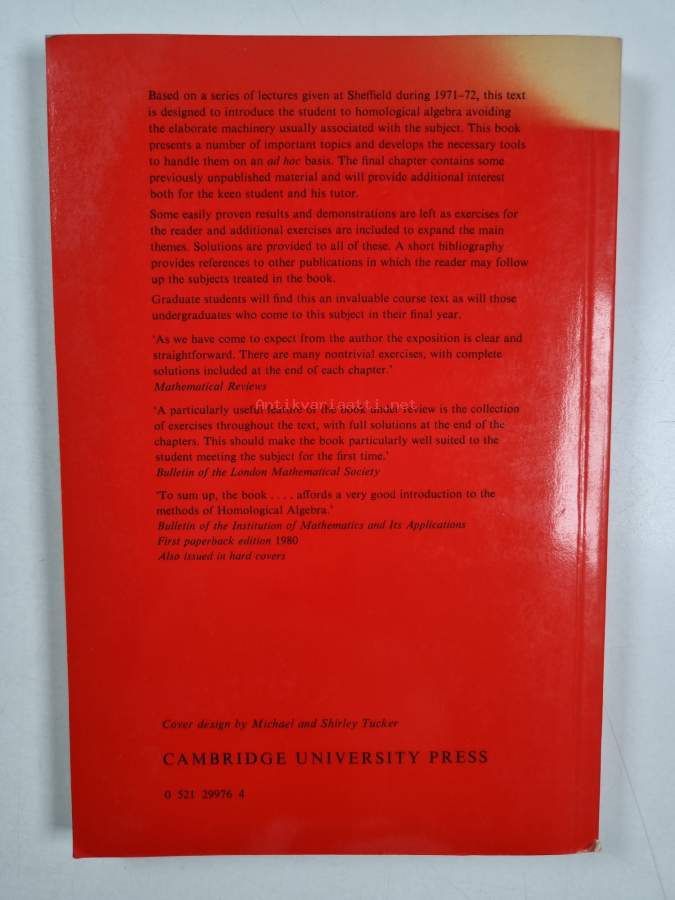 Based on a series of lectures given at Sheffield during 1971–72, this text
is designed to introduce the student to homological algebra avoiding
the elaborate machinery usually associated with the subject. This book
presents a number of important topics and develops the necessary tools
to handle them on an ad hoc basis. The final chapter contains some
previously unpublished material and will provide additional interest
both for the keen student and his tutor.
Some easily proven results and demonstrations are left as exercises for
the reader and additional exercises are included to expand the main
themes. Solutions are provided to all of these. A short bibliography
provides references to other publications in which the reader may follow
up the subjects treated in the book.
Graduate students will find this an invaluable course text as will those
undergraduates who come to this subject in their final year.
'As we have come to expect from the author the exposition is clear and
straightforward. There are many nontrivial exercises, with complete
solutions included at the end of each chapter.'
Mathematical Reviews
Antikvariaatti.net
'A particularly useful feature of the book under review is the collection
of exercises throughout the text, with full solutions at the end of the
chapters. This should make the book particularly well suited to the
student meeting the subject for the first time.'
Bulletin of the London Mathematical Society
'To sum up, the book . . . . affords a very good introduction to the
methods of Homological Algebra.'
Bulletin of the Institution of Mathematics and Its Applications
First paperback edition 1980
Also issued in hard covers
Cover design by Michael and Shirley Tucker
CAMBRIDGE UNIVERSITY PRESS
0 521 29976 4